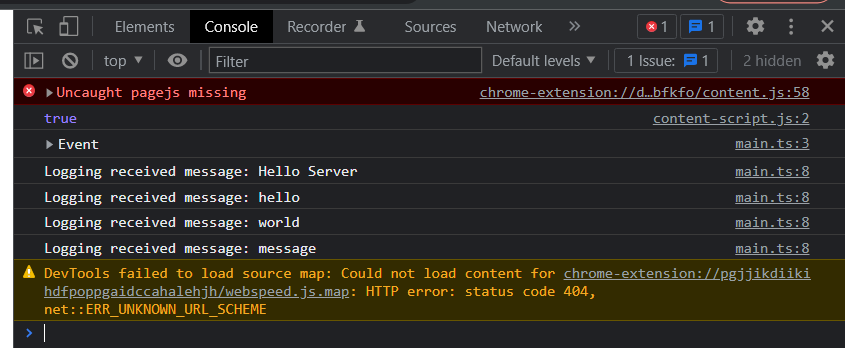 Elements Console Recorder Sources Network » 1 1
top Filter Default levels 1 Issue: 1 2 hidden
Uncaught pagejs missing chrome-extension://d…bfkfo/content.js:58
true content-script.js:2
Event main.ts:3
Logging received message: Hello Server main.ts:8
Logging received message: hello main.ts:8
Logging received message: world main.ts:8
Logging received message: message main.ts:8
DevTools failed to load source map: Could not load content for chrome-extension://pgjjikdiiki
hdfpoppgaidccahalehjh/webspeed.js.map: HTTP error: status code 404,
net::ERR_UNKNOWN_URL_SCHEME